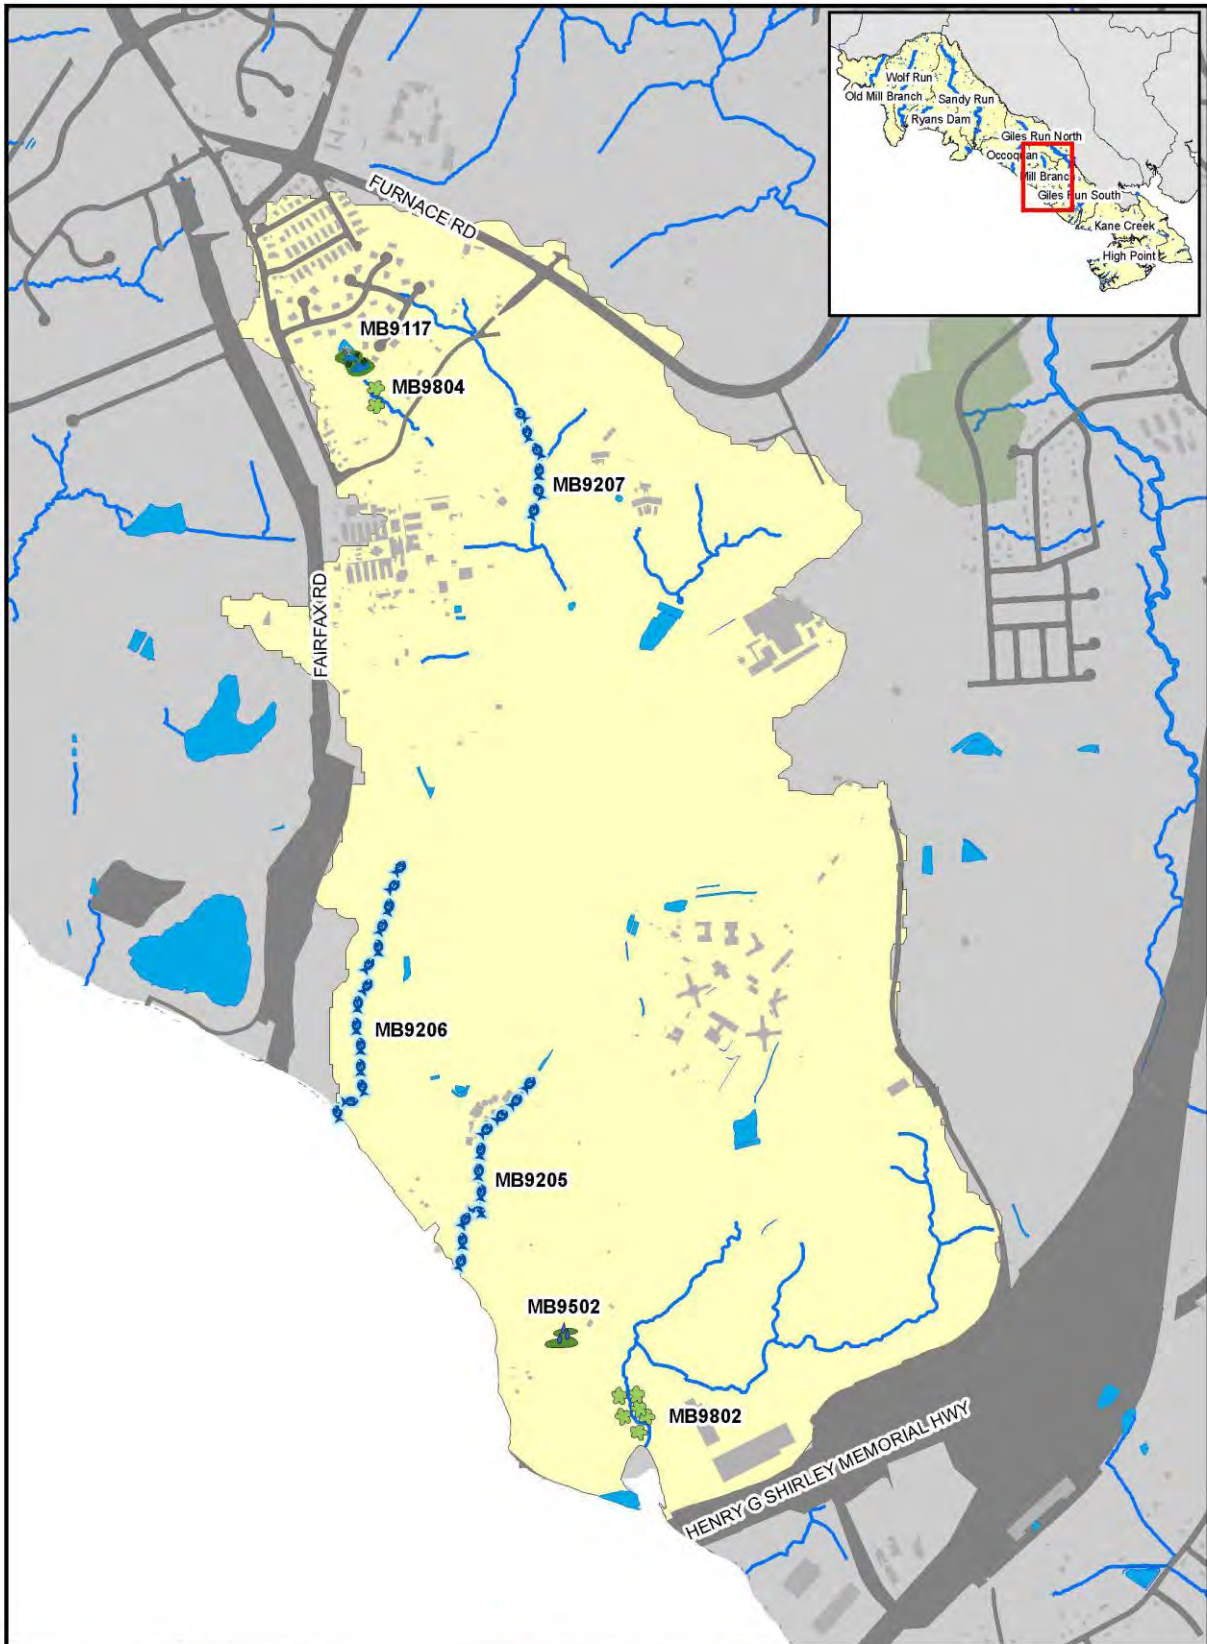 Wolf Run
Old Mill Branch
Sandy Run
Ryans Dam
Giles Run North
Occoquan
Mill Branch
Giles Run South
Kane Creek
High Point
FURNACE RD
MB9117
MB9804
MB9207
FAIRFAX RD
MB9206
MB9205
MB9502
MB9802
HENRY G SHIRLEY MEMORIAL HWY